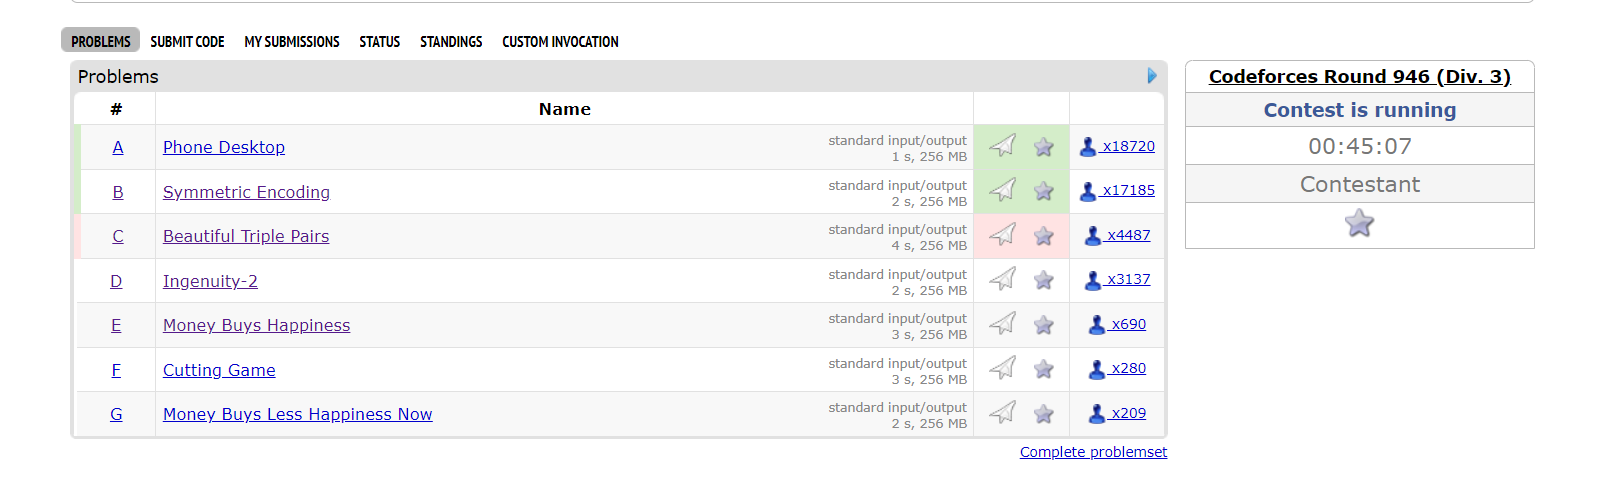 PROBLEMS SUBMIT CODE MY SUBMISSIONS STATUS STANDINGS CUSTOM INVOCATION
Problems
# Name
A Phone Desktop standard input/output x18720
1 s, 256 MB
B Symmetric Encoding standard input/output x17185
2 s, 256 MB
C Beautiful Triple Pairs standard input/output x4487
4 s, 256 MB
D Ingenuity-2 standard input/output x3137
2 s, 256 MB
E Money Buys Happiness standard input/output x690
3 s, 256 MB
F Cutting Game standard input/output x280
3 s, 256 MB
G Money Buys Less Happiness Now standard input/output x209
2 s, 256 MB
Complete problemset
Codeforces Round 946 (Div. 3)
Contest is running
00:45:07
Contestant